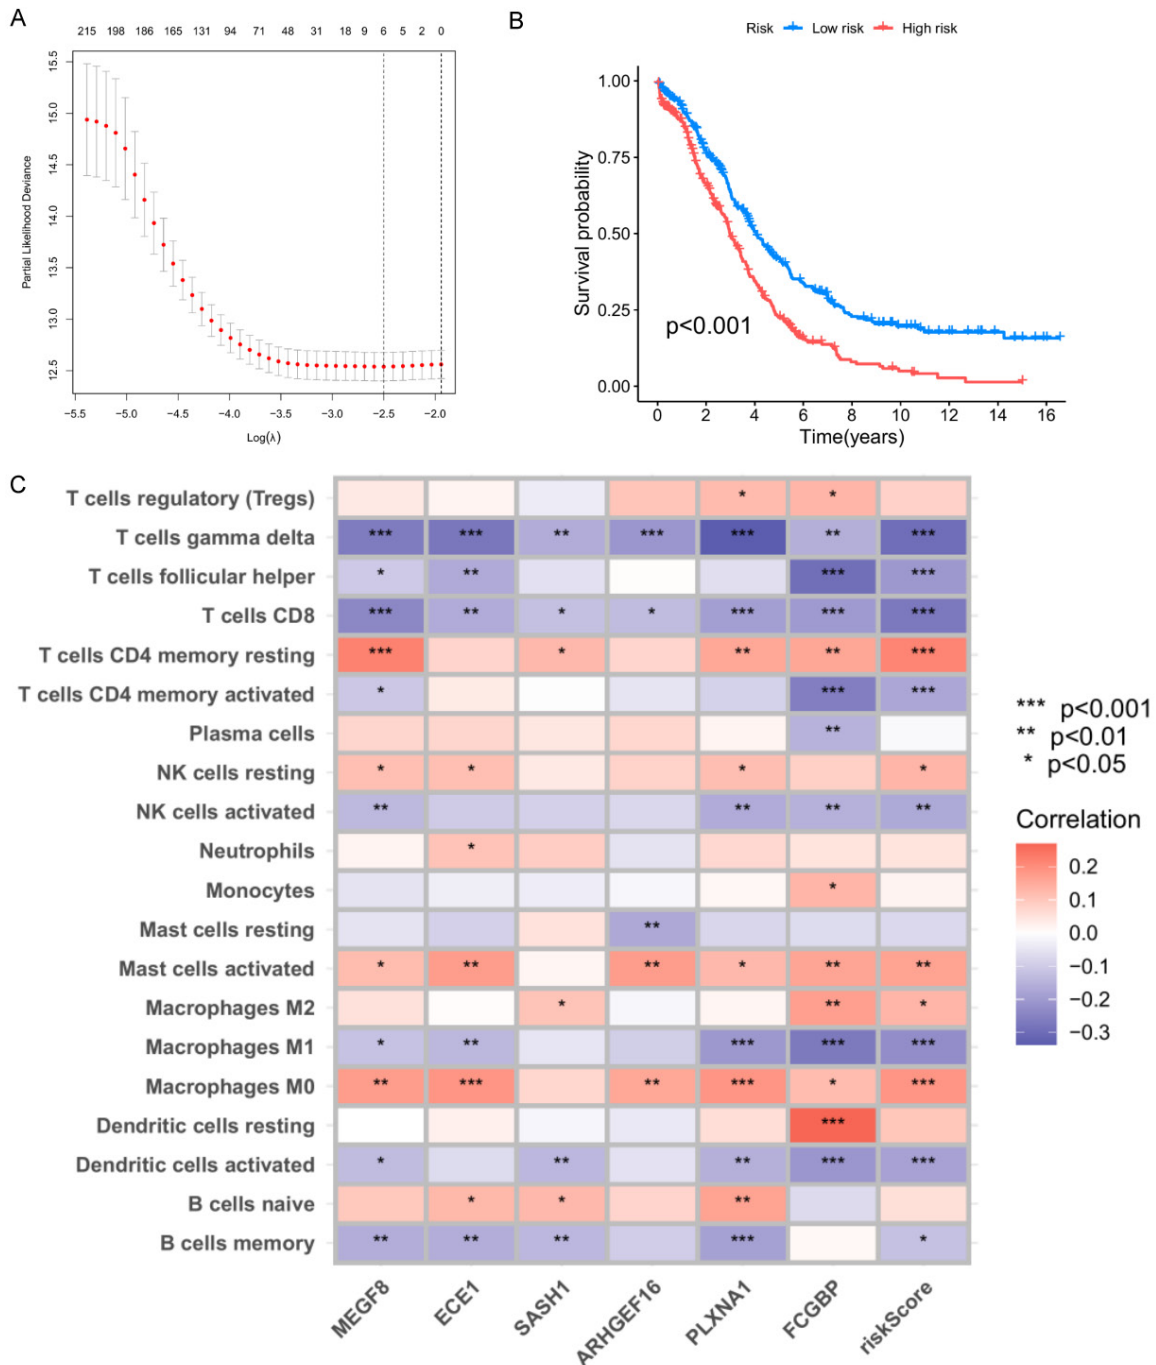 A
215 198 186 165 131 94 71 48 31 18 9 6 5 2 0
15.5
15.0
14.5
14.0
13.5
13.0
12.5
Partial Likelihood Deviance
−5.5 −5.0 −4.5 −4.0 −3.5 −3.0 −2.5 −2.0
Log(λ)
B
Risk Low risk High risk
1.00
0.75
0.50
0.25
0.00
Survival probability
p<0.001
0 2 4 6 8 10 12 14 16
Time(years)
C
T cells regulatory (Tregs) * *
T cells gamma delta *** *** ** *** *** ** ***
T cells follicular helper * ** *** ***
T cells CD8 *** ** * * *** *** ***
T cells CD4 memory resting *** * ** ** ***
T cells CD4 memory activated * *** ***
Plasma cells **
NK cells resting * * * *
NK cells activated ** ** ** **
Neutrophils *
Monocytes *
Mast cells resting **
Mast cells activated * ** ** * ** **
Macrophages M2 * ** *
Macrophages M1 * ** *** *** ***
Macrophages M0 ** *** ** *** * ***
Dendritic cells resting ***
Dendritic cells activated * ** ** *** ***
B cells naive * * **
B cells memory ** ** ** *** *
MEGF8 ECE1 SASH1 ARHGEF16 PLXNA1 FCGBP riskScore
*** p<0.001
** p<0.01
* p<0.05
Correlation
0.2
0.1
0.0
−0.1
−0.2
−0.3